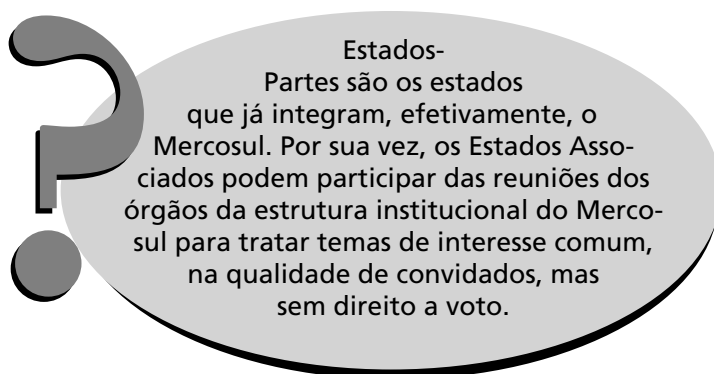 Estados-
Partes são os estados
que já integram, efetivamente, o
Mercosul. Por sua vez, os Estados Asso-
ciados podem participar das reuniões dos
órgãos da estrutura institucional do Merco-
sul para tratar temas de interesse comum,
na qualidade de convidados, mas
sem direito a voto.